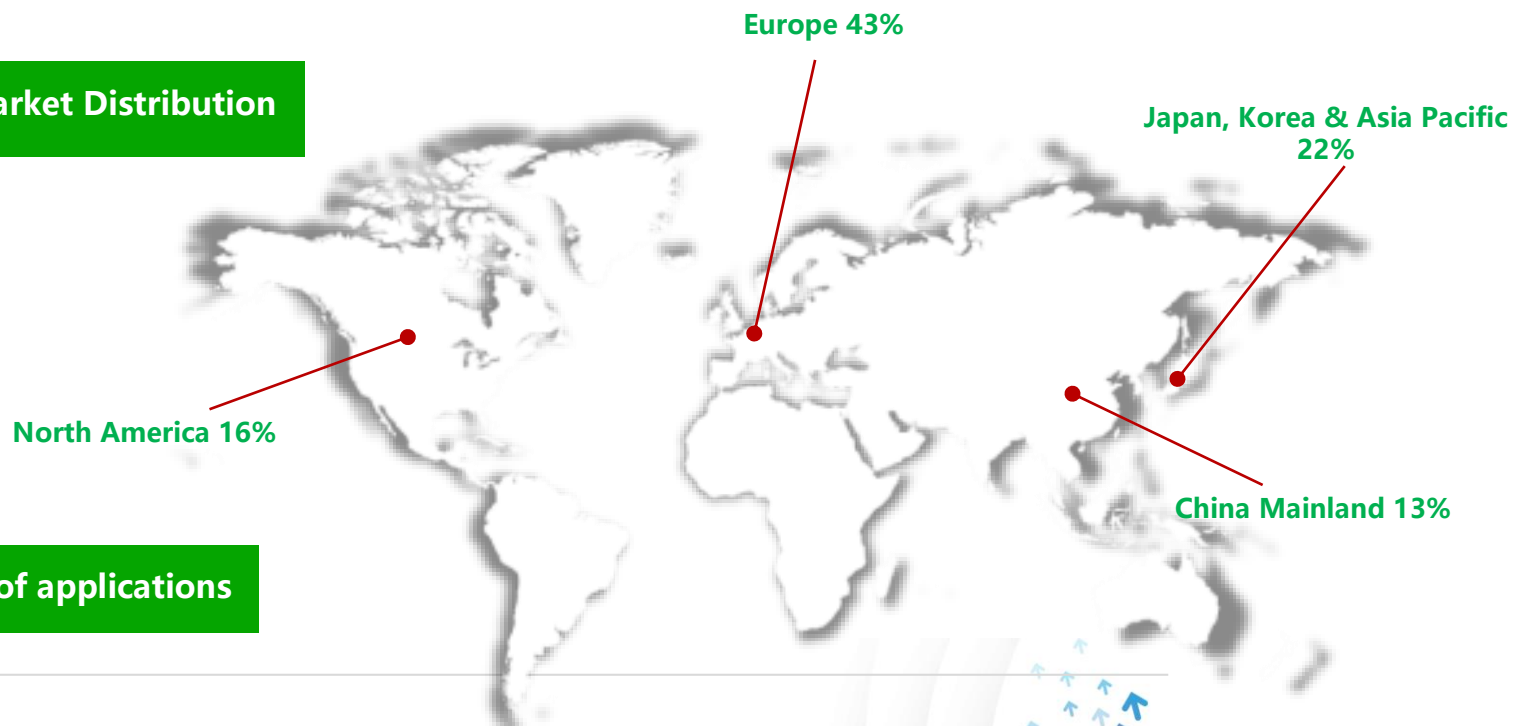 Europe 43%
arket Distribution
Japan, Korea & Asia Pacific
22%
North America 16%
China Mainland 13%
of applications